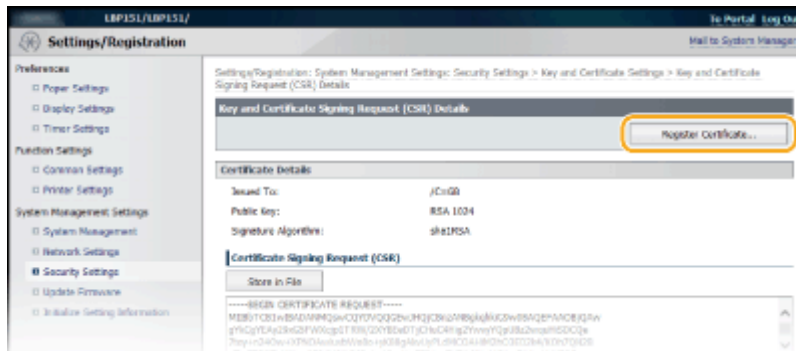 LBP151/LBP151/
To Portal Log Ou
Settings/Registration
Mail to System Manager
Preferences
Paper Settings
Display Settings
Timer Settings
Function Settings
Common Settings
Printer Settings
System Management Settings
System Management
Network Settings
Security Settings
Update Firmware
Initialize Setting Information
Settings/Registration: System Management Settings: Security Settings > Key and Certificate Settings > Key and Certificate
Signing Request (CSR) Details
Key and Certificate Signing Request (CSR) Details
Register Certificate...
Certificate Details
Issued To: /C=GB
Public Key: RSA 1024
Signature Algorithm: sha1RSA
Certificate Signing Request (CSR)
Store in File
-----BEGIN CERTIFICATE REQUEST-----